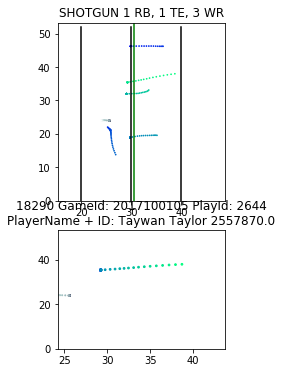 SHOTGUN 1 RB, 1 TE, 3 WR
50
40
30
20
10
0
20 30 40
18290 GameId: 2017100105 PlayId: 2644
PlayerName + ID: Taywan Taylor 2557870.0
40
20
0
25 30 35 40